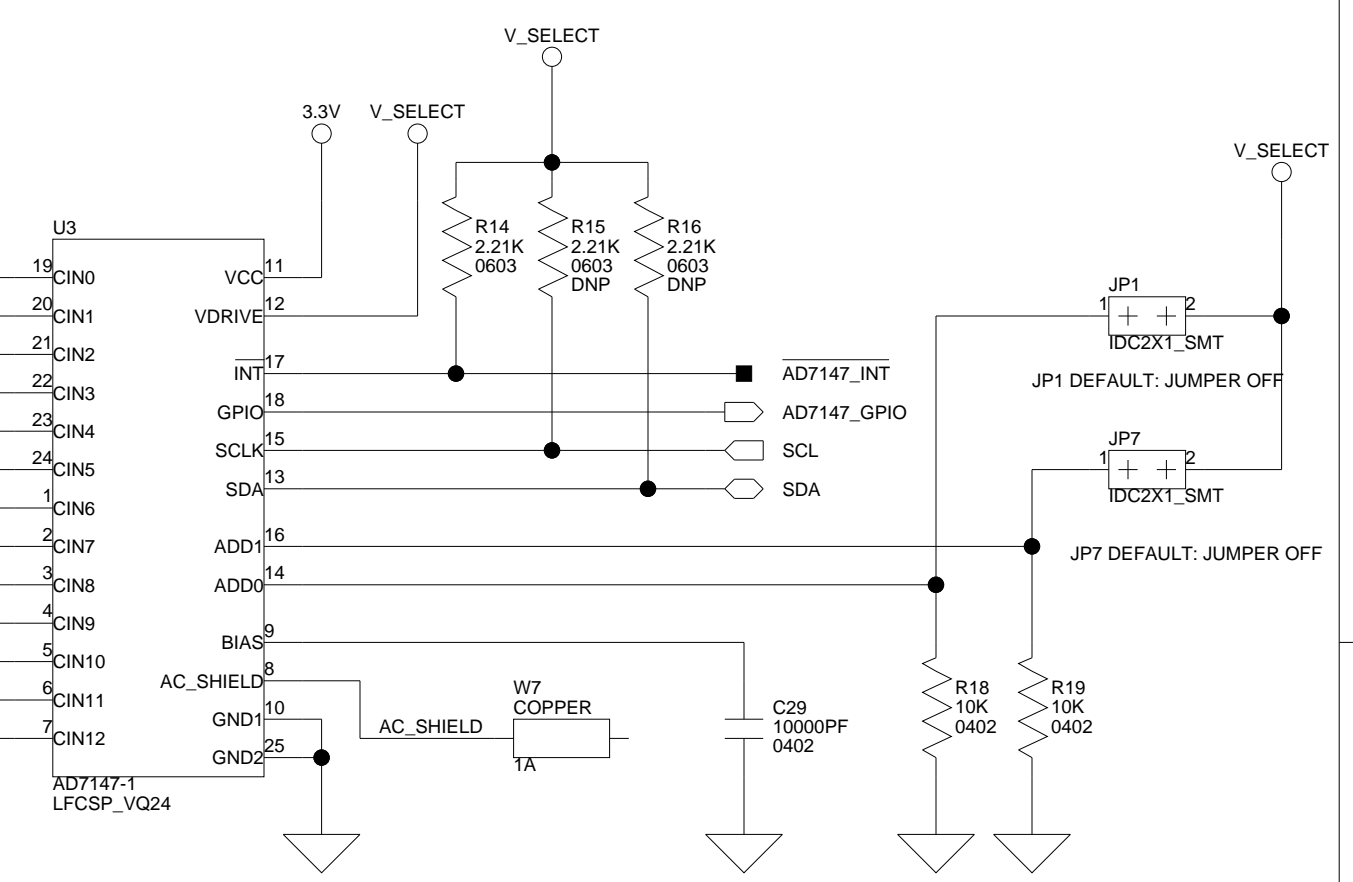 V_SELECT
3.3V
V_SELECT
V_SELECT
U3
19
CIN0
20
CIN1
21
CIN2
22
CIN3
23
CIN4
24
CIN5
1
CIN6
2
CIN7
3
CIN8
4
CIN9
5
CIN10
6
CIN11
7
CIN12
VCC
11
VDRIVE
12
INT
17
GPIO
18
SCLK
15
SDA
13
ADD1
16
ADD0
14
BIAS
9
AC_SHIELD
8
GND1
10
GND2
25
AD7147-1
LFCSP_VQ24
R14
2.21K
0603
R15
2.21K
0603
DNP
R16
2.21K
0603
DNP
AD7147_INT
AD7147_GPIO
SCL
SDA
JP1
1
2
IDC2X1_SMT
JP1 DEFAULT: JUMPER OFF
JP7
1
2
IDC2X1_SMT
JP7 DEFAULT: JUMPER OFF
AC_SHIELD
W7
COPPER
1A
C29
10000PF
0402
R18
10K
0402
R19
10K
0402